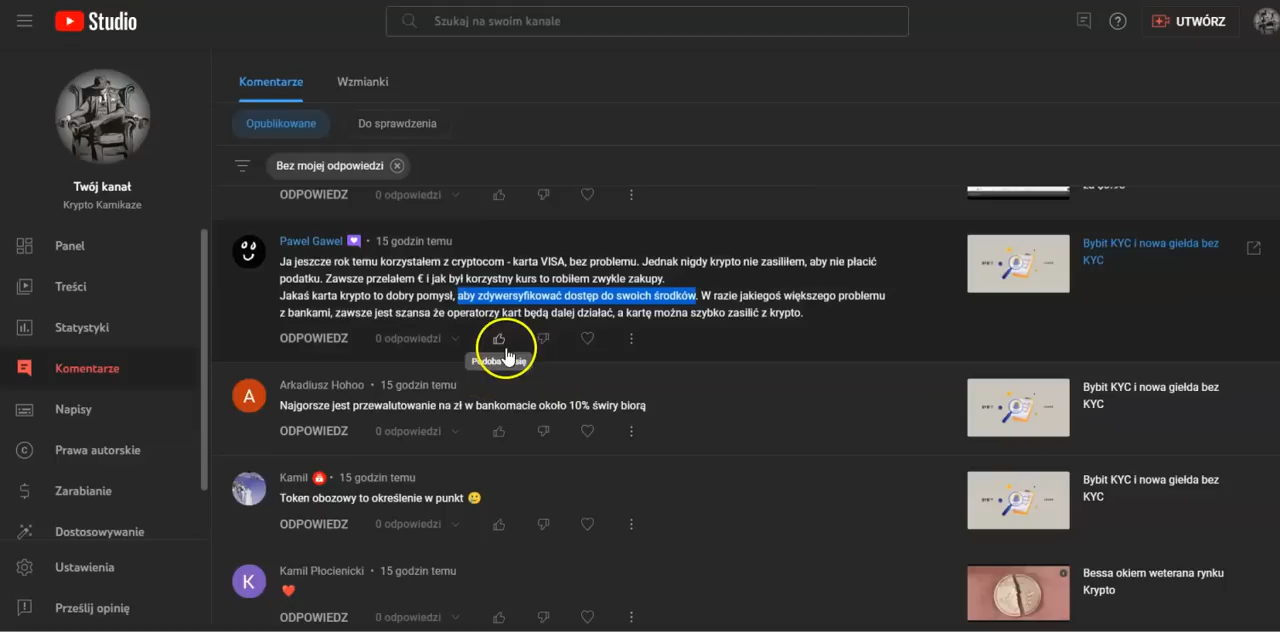 Studio
Szukaj na swoim kanale
UTWÓRZ
Twój kanał
Krypto Kamikaze
Panel
Treści
Statystyki
Komentarze
Napisy
Prawa autorskie
Zarabianie
Dostosowywanie
Ustawienia
Prześlij opinię
Komentarze Wzmianki
Opublikowane Do sprawdzenia
Bez mojej odpowiedzi
ODPOWIEDZ 0 odpowiedzi
Pawel Gawel • 15 godzin temu
Ja jeszcze rok temu korzystałem z cryptocom - karta VISA, bez problemu. Jednak nigdy krypto nie zasiliłem, aby nie płacić
podatku. Zawsze przelałem € i jak był korzystny kurs to robiłem zwykle zakupy.
Jakaś karta krypto to dobry pomysł, aby zdywersyfikować dostęp do swoich środków. W razie jakiegoś większego problemu
z bankami, zawsze jest szansa że operatorzy kart będą dalej działać, a kartę można szybko zasilić z krypto.
ODPOWIEDZ 0 odpowiedzi
Bybit KYC i nowa giełda bez
KYC
Arkadiusz Hohoo • 15 godzin temu
Najgorsze jest przewalutowanie na zł w bankomacie około 10% świry biorą
ODPOWIEDZ 0 odpowiedzi
Bybit KYC i nowa giełda bez
KYC
A
Kamil • 15 godzin temu
Token obozowy to określenie w punkt 🥲
ODPOWIEDZ 0 odpowiedzi
Bybit KYC i nowa giełda bez
KYC
K
Kamil Płocienicki • 15 godzin temu
❤️
ODPOWIEDZ 0 odpowiedzi
Bessa okiem weterana rynku
Krypto